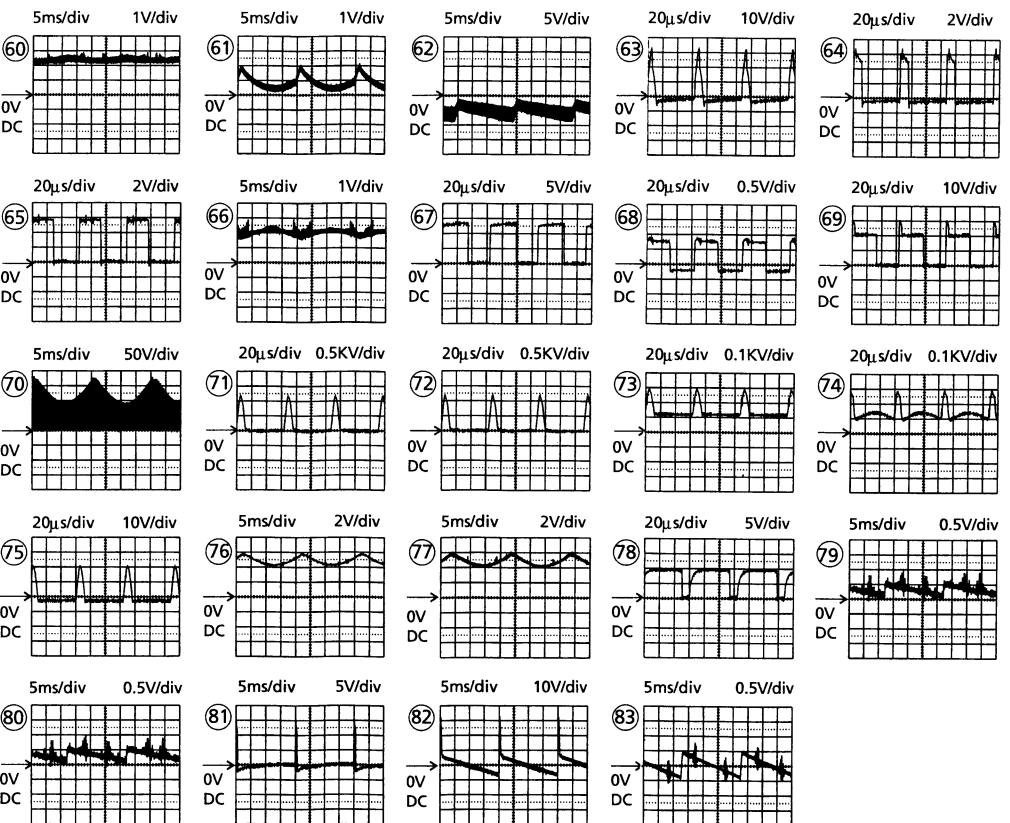 5ms/div 1V/div 5ms/div 1V/div 5ms/div 5V/div 20μs/div 10V/div 20μs/div 2V/div
60 61 62 63 64
0V 0V 0V 0V 0V
DC DC DC DC DC
20μs/div 2V/div 5ms/div 1V/div 20μs/div 5V/div 20μs/div 0.5V/div 20μs/div 10V/div
65 66 67 68 69
0V 0V 0V 0V 0V
DC DC DC DC DC
5ms/div 50V/div 20μs/div 0.5KV/div 20μs/div 0.5KV/div 20μs/div 0.1KV/div 20μs/div 0.1KV/div
70 71 72 73 74
0V 0V 0V 0V 0V
DC DC DC DC DC
20μs/div 10V/div 5ms/div 2V/div 5ms/div 2V/div 20μs/div 5V/div 5ms/div 0.5V/div
75 76 77 78 79
0V 0V 0V 0V 0V
DC DC DC DC DC
5ms/div 0.5V/div 5ms/div 5V/div 5ms/div 10V/div 5ms/div 0.5V/div
80 81 82 83
0V 0V 0V 0V
DC DC DC DC